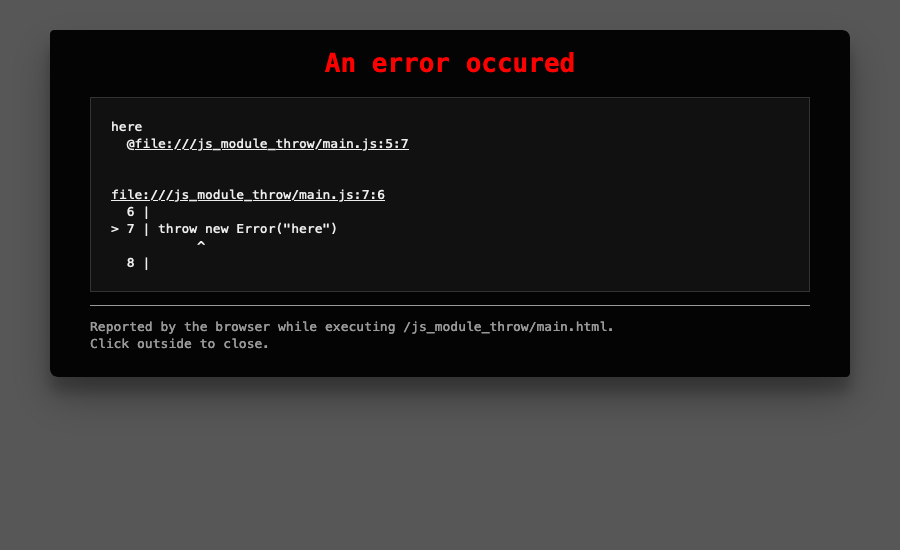 An error occured
here
  @file:///js_module_throw/main.js:5:7
file:///js_module_throw/main.js:7:6
  6 |
> 7 | throw new Error("here")
           ^
  8 |
Reported by the browser while executing /js_module_throw/main.html.
Click outside to close.